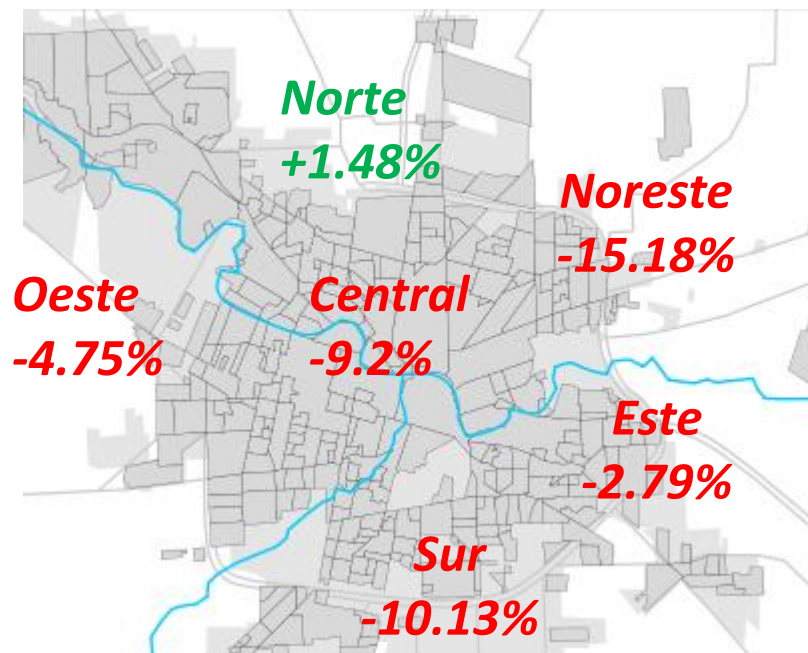 Norte
+1.48%
Noreste
-15.18%
Oeste
-4.75%
Central
-9.2%
Este
-2.79%
Sur
-10.13%